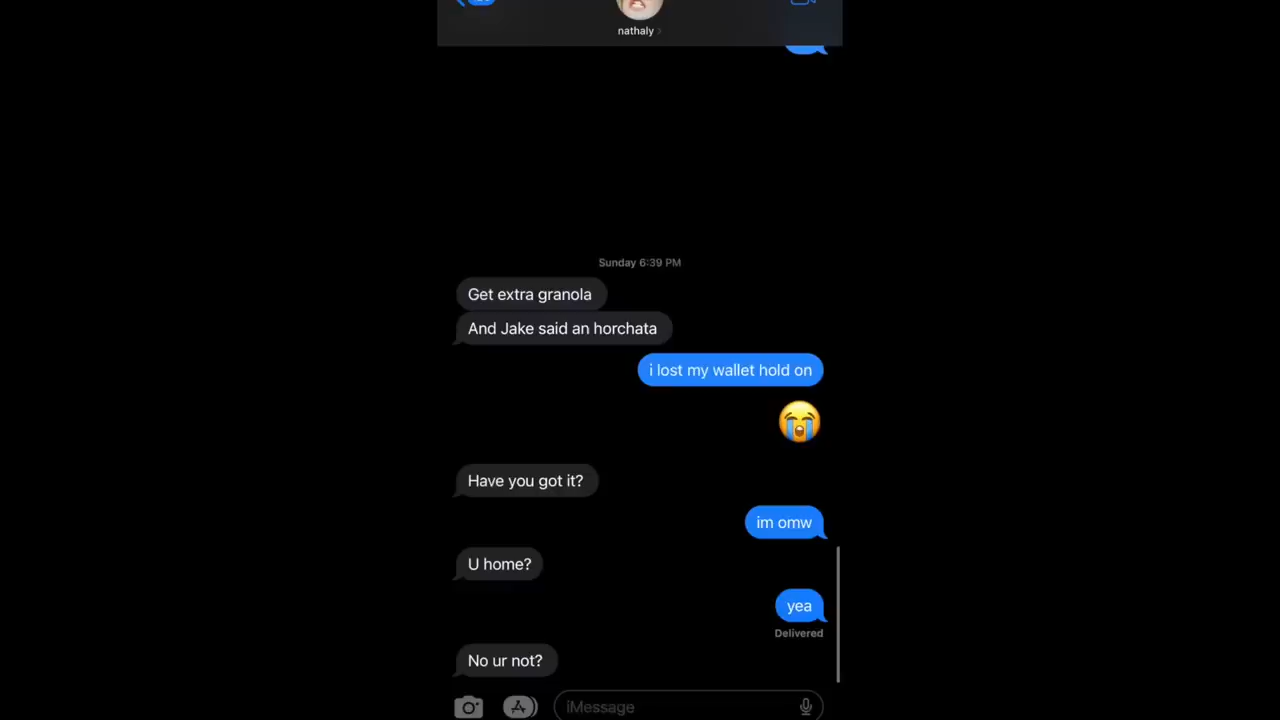 nathaly
Sunday 6:39 PM
Get extra granola
And Jake said an horchata
i lost my wallet hold on
😭
Have you got it?
im omw
U home?
yea
Delivered
No ur not?
iMessage